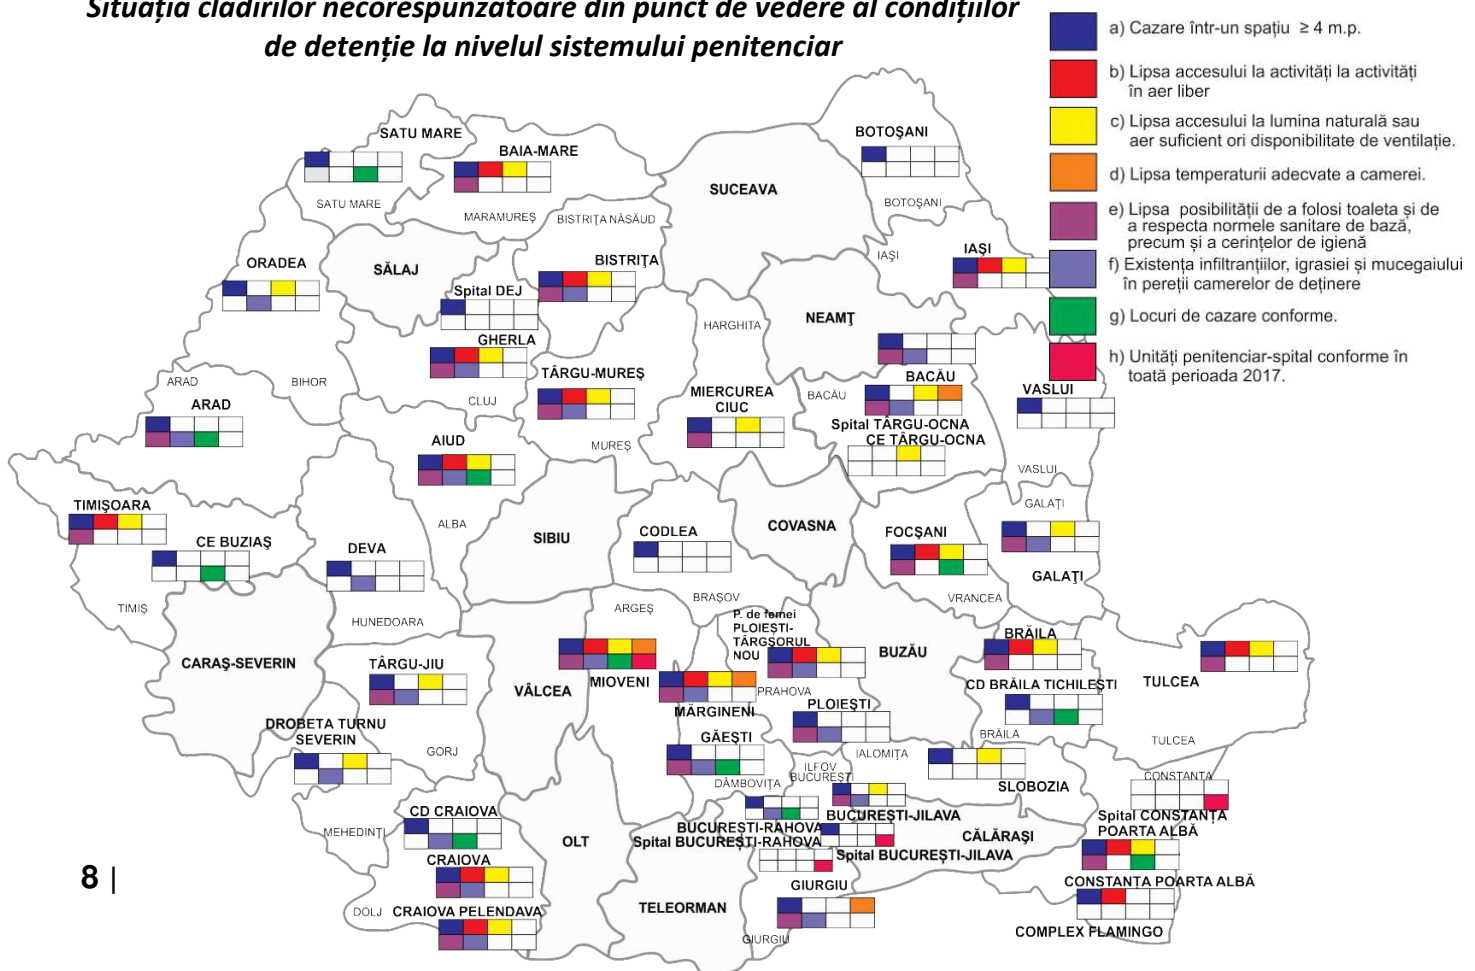 Situația clădirilor necorespunzătoare din punct de vedere al condițiilor
de detenție la nivelul sistemului penitenciar
a) Cazare într-un spațiu ≥ 4 m.p.
b) Lipsa accesului la activități la activități
în aer liber
c) Lipsa accesului la lumina naturală sau
aer suficient ori disponibilitate de ventilație.
d) Lipsa temperaturii adecvate a camerei.
e) Lipsa posibilității de a folosi toaleta și de
a respecta normele sanitare de bază,
precum și a cerințelor de igienă
f) Existența infiltranțiilor, igrasiei și mucegaiului
în pereții camerelor de deținere
g) Locuri de cazare conforme.
h) Unități penitenciar-spital conforme în
toată perioada 2017.
SATU MARE
BAIA-MARE
BOTOȘANI
SUCEAVA
SATU MARE
MARAMUREȘ
BISTRIȚA NĂSĂUD
BOTOȘANI
ORADEA
SĂLAJ
BISTRIȚA
IAȘI
IAȘI
Spital DEJ
HARGHITA
NEAMȚ
GHERLA
TÂRGU-MUREȘ
BACĂU
ARAD
BIHOR
CLUJ
MIERCUREA
CIUC
BACĂU
VASLUI
ARAD
Spital TÂRGU-OCNA
CE TÂRGU-OCNA
AIUD
MUREȘ
VASLUI
TIMIȘOARA
GALAȚI
ALBA
SIBIU
CODLEA
COVASNA
FOCȘANI
CE BUZIAȘ
DEVA
GALAȚI
TIMIȘ
HUNEDOARA
ARGEȘ
BRAȘOV
VRANCEA
P. de femei
PLOIEȘTI-
TÂRGȘORUL
NOU
BRĂILA
CARAȘ-SEVERIN
TÂRGU-JIU
VÂLCEA
MIOVENI
BUZĂU
TULCEA
PRAHOVA
CD BRĂILA TICHILEȘTI
MĂRGINENI
PLOIEȘTI
DROBETA TURNU
SEVERIN
GORJ
GĂEȘTI
BRĂILA
TULCEA
IALOMIȚA
ILFOV
BUCUREȘTI
DÂMBOVIȚA
SLOBOZIA
CONSTANȚA
CD CRAIOVA
MEHEDINȚI
BUCUREȘTI-JILAVA
Spital CONSTANȚA
POARTA ALBĂ
BUCUREȘTI-RAHOVA
Spital BUCUREȘTI-RAHOVA
OLT
CĂLĂRAȘI
Spital BUCUREȘTI-JILAVA
CRAIOVA
8 |
GIURGIU
CONSTANȚA POARTA ALBĂ
DOLJ
CRAIOVA PELENDAVA
TELEORMAN
GIURGIU
COMPLEX FLAMINGO